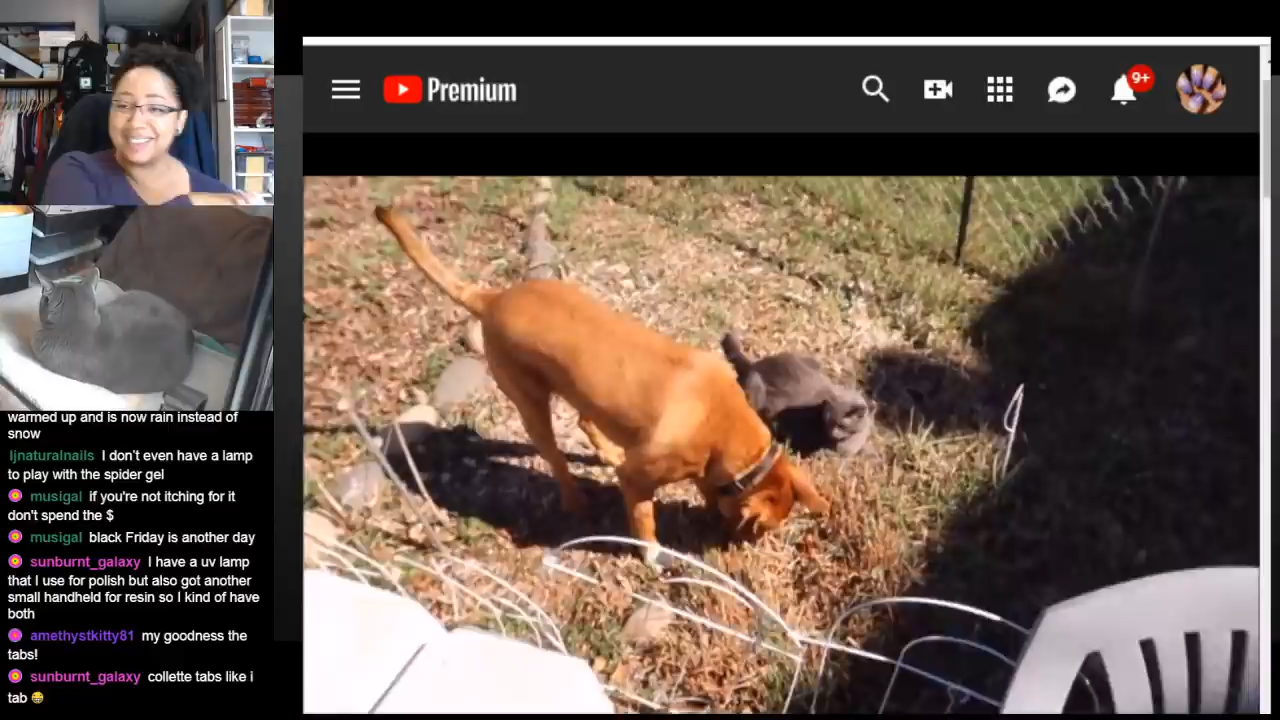 Premium
9+
warmed up and is now rain instead of
snow
ljnaturalnails I don't even have a lamp
to play with the spider gel
musigal if you're not itching for it
don't spend the $
musigal black Friday is another day
sunburnt_galaxy I have a uv lamp
that I use for polish but also got another
small handheld for resin so I kind of have
both
amethystkitty81 my goodness the
tabs!
sunburnt_galaxy collette tabs like i
tab 😂